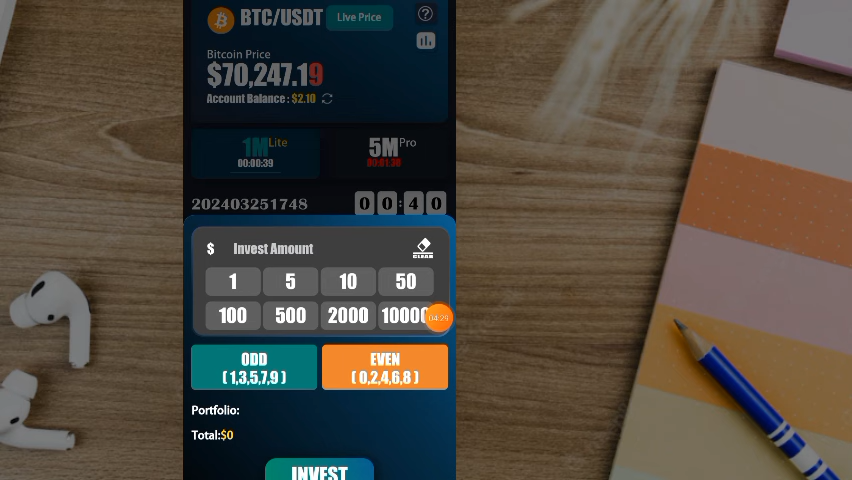 BTC/USDT Live Price ?
Bitcoin Price
$70,247.19
Account Balance : $2.10
1M Lite 5M Pro
00:00:39 00:01:38
202403251748 00:40
$ Invest Amount CLEAR
1 5 10 50
100 500 2000 10000
04:29
ODD EVEN
( 1,3,5,7,9 ) ( 0,2,4,6,8 )
Portfolio:
Total:$0
INVEST